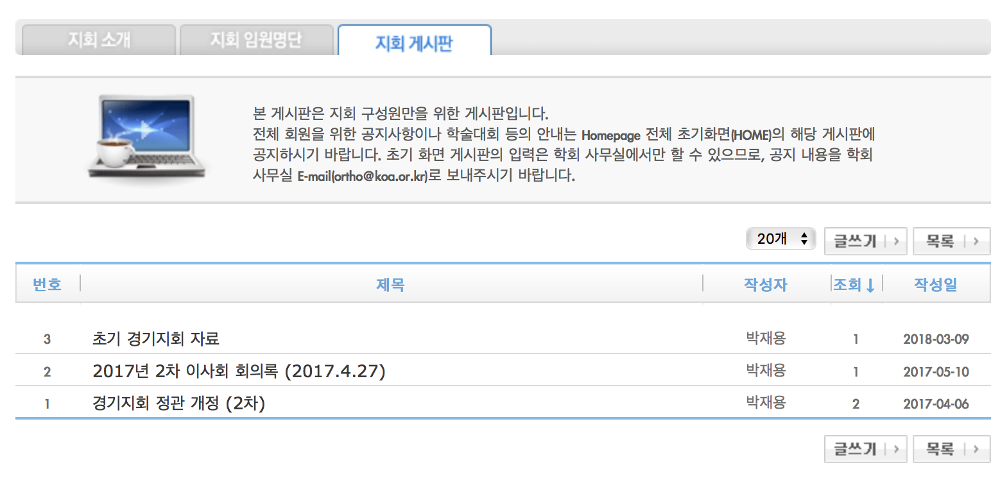 지회 소개
지회 임원명단
지회 게시판
본 게시판은 지회 구성원만을 위한 게시판입니다.
전체 회원을 위한 공지사항이나 학술대회 등의 안내는 Homepage 전체 초기화면(HOME)의 해당 게시판에
공지하시기 바랍니다. 초기 화면 게시판의 입력은 학회 사무실에서만 할 수 있으므로, 공지 내용을 학회
사무실 E-mail(ortho@koa.or.kr)로 보내주시기 바랍니다.
20개 글쓰기 목록
번호 제목 작성자 조회↓ 작성일
3 초기 경기지회 자료 박재용 1 2018-03-09
2 2017년 2차 이사회 회의록 (2017.4.27) 박재용 1 2017-05-10
1 경기지회 정관 개정 (2차) 박재용 2 2017-04-06
글쓰기 목록